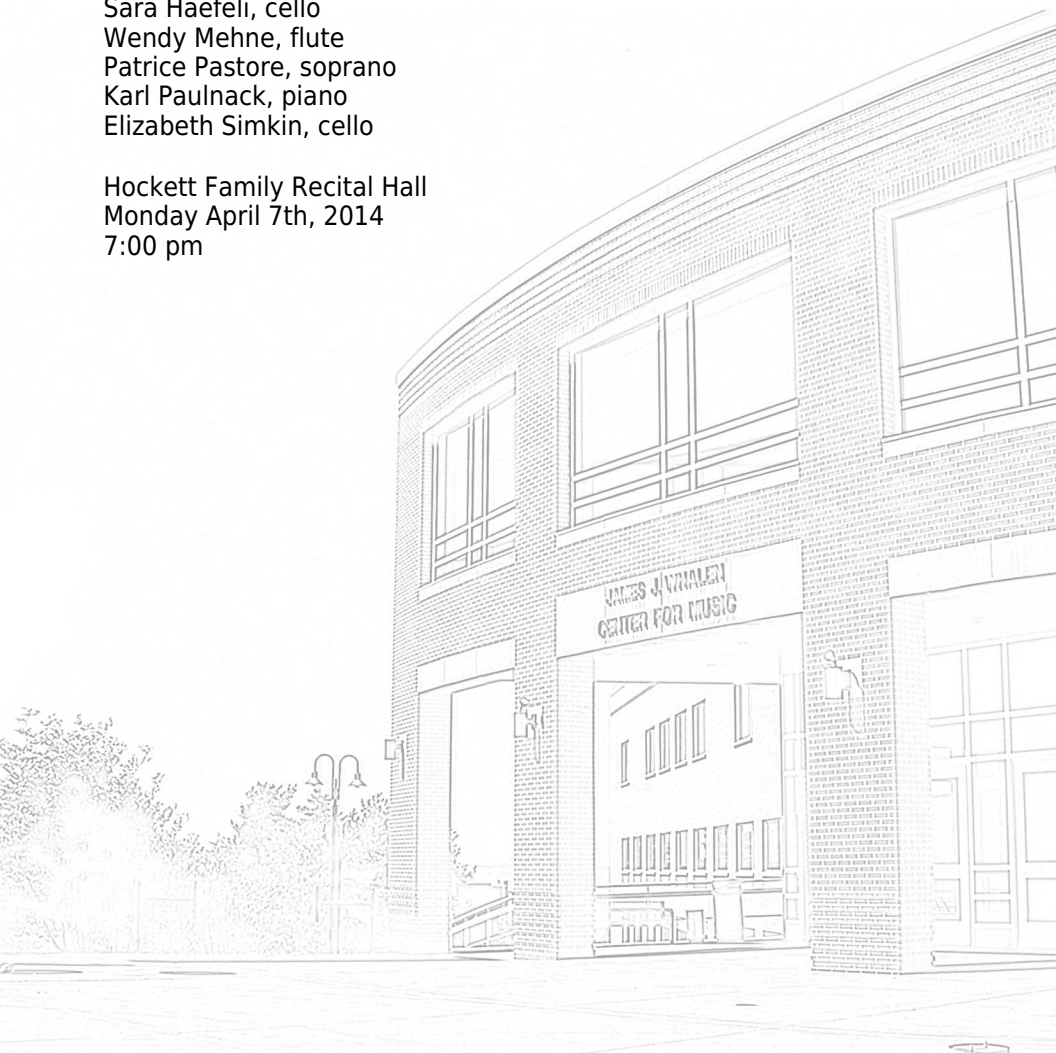 Sara Haefeli, cello
Wendy Mehne, flute
Patrice Pastore, soprano
Karl Paulnack, piano
Elizabeth Simkin, cello
Hockett Family Recital Hall
Monday April 7th, 2014
7:00 pm
JAMES J. WHALEN
CENTER FOR MUSIC